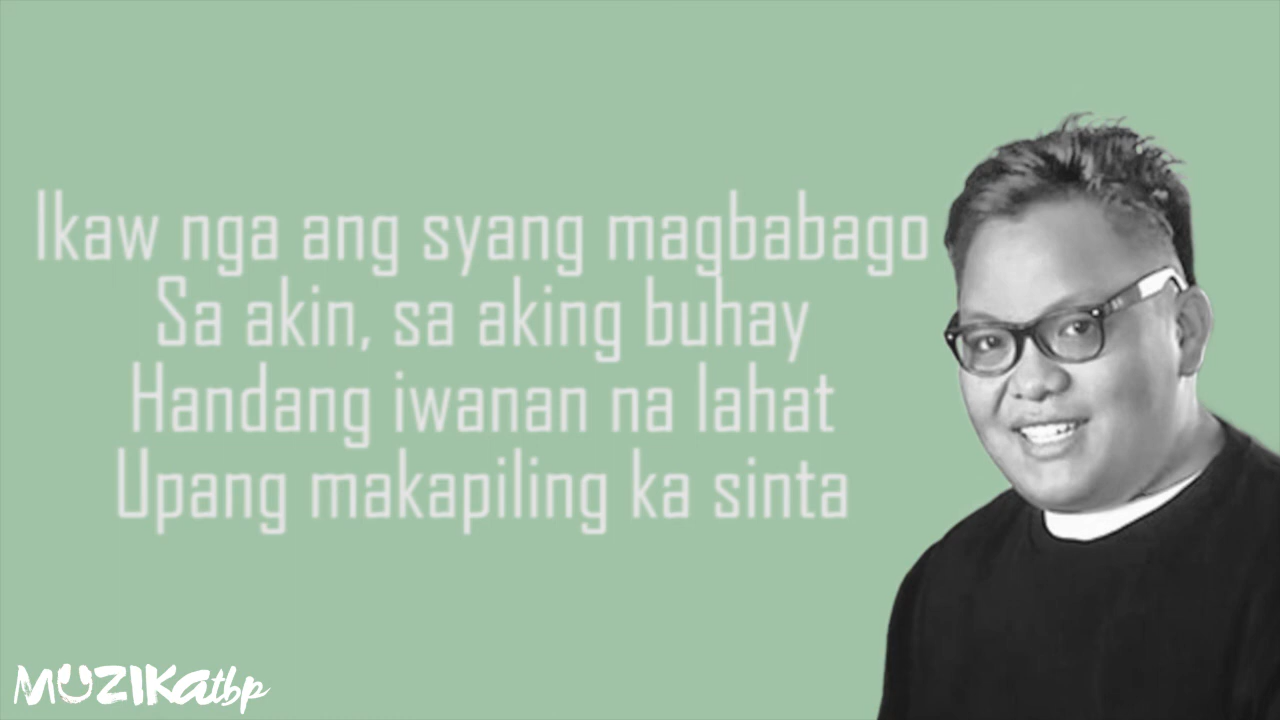 Ikaw nga ang syang magbabago
Sa akin, sa aking buhay
Handang iwanan na lahat
Upang makapiling ka sinta
MUZIKAtbp